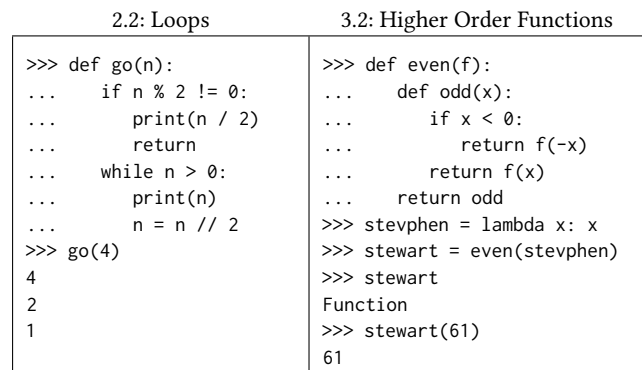 2.2: Loops
>>> def go(n):
...     if n % 2 != 0:
...         print(n / 2)
...         return
...     while n > 0:
...         print(n)
...         n = n // 2
>>> go(4)
4
2
1
3.2: Higher Order Functions
>>> def even(f):
...     def odd(x):
...         if x < 0:
...             return f(-x)
...         return f(x)
...     return odd
>>> stevphen = lambda x: x
>>> stewart = even(stevphen)
>>> stewart
Function
>>> stewart(61)
61